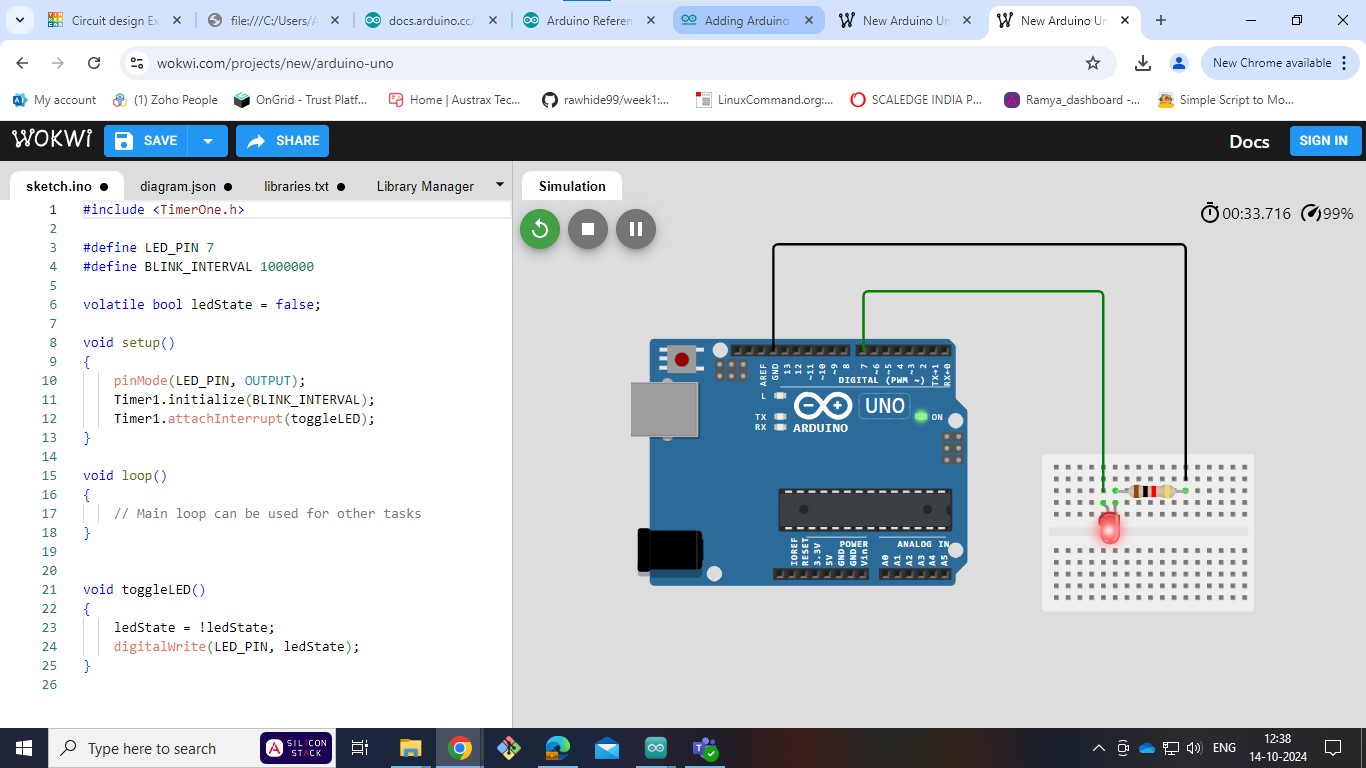 Circuit design Ex
file:///C:/Users/A
docs.arduino.cc/
Arduino Referen
Adding Arduino
New Arduino Un
New Arduino Un
wokwi.com/projects/new/arduino-uno
New Chrome available
My account
(1) Zoho People
OnGrid - Trust Platf...
Home | Austrax Tec...
rawhide99/week1:...
LinuxCommand.org:...
SCALEDGE INDIA P...
Ramya_dashboard -...
Simple Script to Mo...
WOKWI
SAVE
SHARE
Docs
SIGN IN
sketch.ino
diagram.json
libraries.txt
Library Manager
Simulation
00:33.716
99%
1 #include <TimerOne.h>
2
3 #define LED_PIN 7
4 #define BLINK_INTERVAL 1000000
5
6 volatile bool ledState = false;
7
8 void setup()
9 {
10 pinMode(LED_PIN, OUTPUT);
11 Timer1.initialize(BLINK_INTERVAL);
12 Timer1.attachInterrupt(toggleLED);
13 }
14
15 void loop()
16 {
17 // Main loop can be used for other tasks
18 }
19
20
21 void toggleLED()
22 {
23 ledState = !ledState;
24 digitalWrite(LED_PIN, ledState);
25 }
26
AREF
GND
13
12
~11
~10
~9
8
7
~6
~5
4
~3
2
TX→1
RX←0
DIGITAL (PWM ~)
L
TX
RX
UNO
ON
ARDUINO
IOREF
RESET
3.3V
5V
GND
GND
Vin
POWER
ANALOG IN
A0
A1
A2
A3
A4
A5
Type here to search
SILICON
STACK
ENG
12:38
14-10-2024